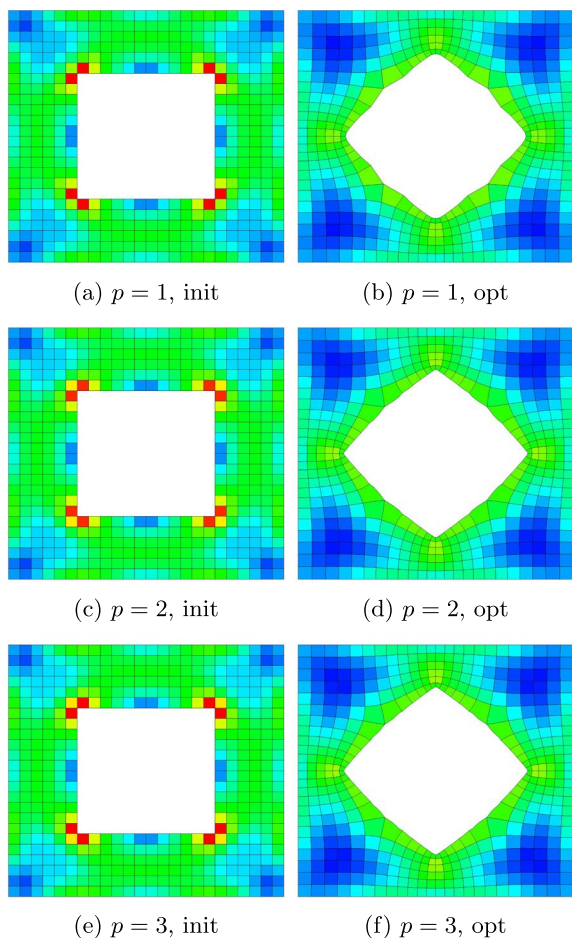 (a) p = 1, init
(b) p = 1, opt
(c) p = 2, init
(d) p = 2, opt
(e) p = 3, init
(f) p = 3, opt